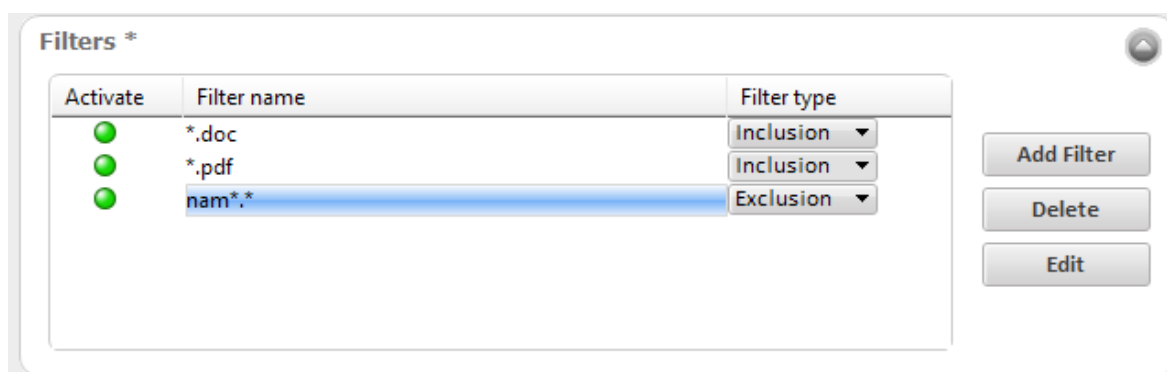 Filters *
Activate Filter name Filter type
*.doc Inclusion
*.pdf Inclusion
nam*.* Exclusion
Add Filter
Delete
Edit